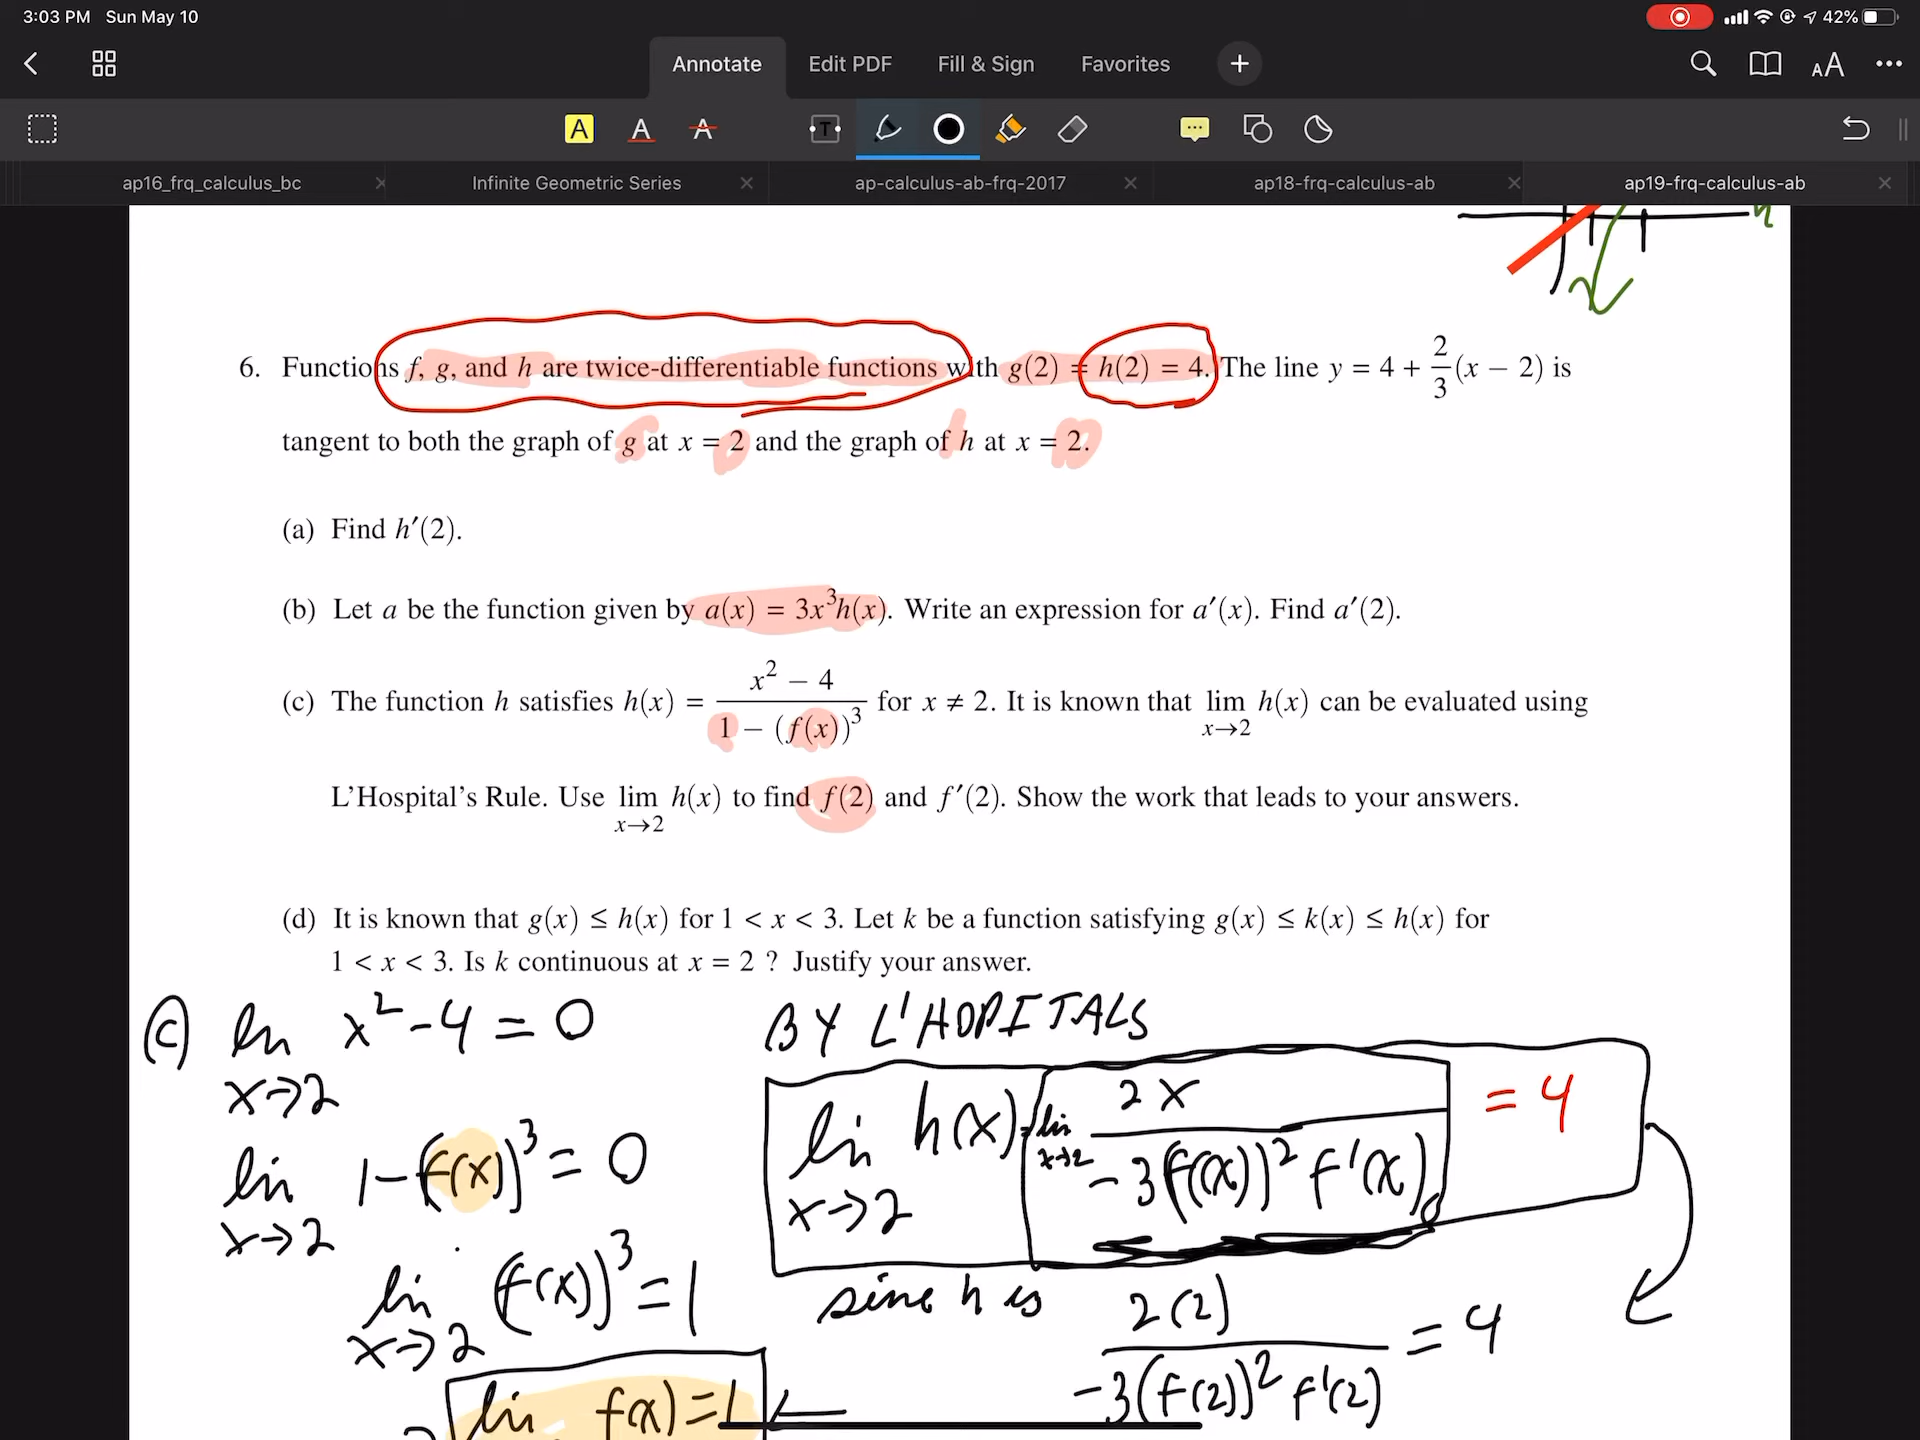 3:03 PM Sun May 10
42%
Annotate Edit PDF Fill & Sign Favorites +
AA
A A A T
ap16_frq_calculus_bc × Infinite Geometric Series × ap-calculus-ab-frq-2017 × ap18-frq-calculus-ab × ap19-frq-calculus-ab ×
6. Functions f, g, and h are twice-differentiable functions with g(2) = h(2) = 4. The line y = 4 + 2/3(x − 2) is
tangent to both the graph of g at x = 2 and the graph of h at x = 2.
(a) Find h′(2).
(b) Let a be the function given by a(x) = 3x³h(x). Write an expression for a′(x). Find a′(2).
(c) The function h satisfies h(x) = (x² − 4)/(1 − (f(x))³) for x ≠ 2. It is known that lim x→2 h(x) can be evaluated using
L’Hospital’s Rule. Use lim x→2 h(x) to find f(2) and f′(2). Show the work that leads to your answers.
(d) It is known that g(x) ≤ h(x) for 1 < x < 3. Let k be a function satisfying g(x) ≤ k(x) ≤ h(x) for
1 < x < 3. Is k continuous at x = 2 ? Justify your answer.
(c) lim x→2 x²-4 = 0
lim x→2 1-(f(x))³ = 0
lim x→2 (f(x))³ = 1
lim f(x) = 1
BY L'HOPITALS
lim x→2 h(x) = lim x→2 2x/(-3(f(x))² f'(x)) = 4
since h is
2(2)/(-3(f(2))² f'(2)) = 4